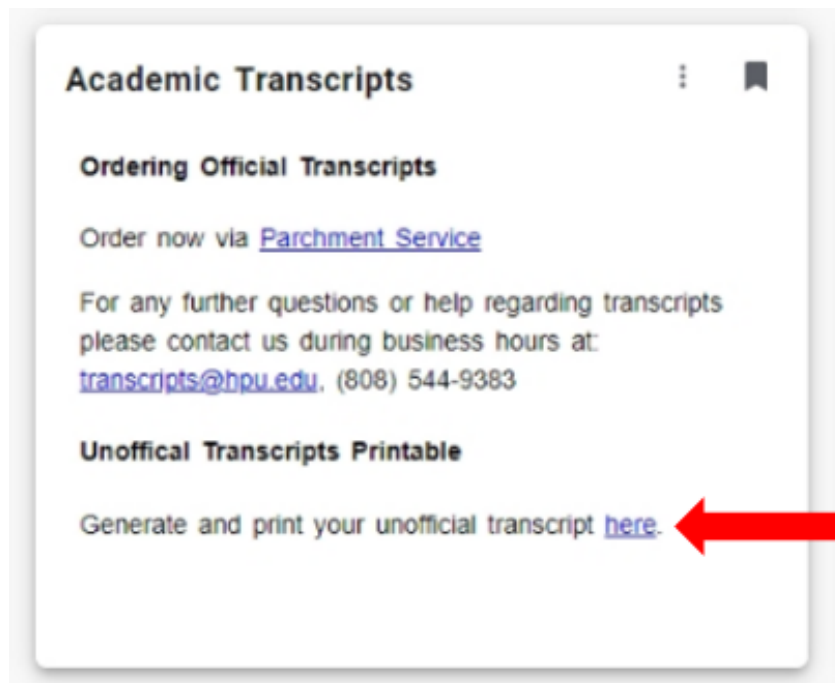 Academic Transcripts
Ordering Official Transcripts
Order now via Parchment Service
For any further questions or help regarding transcripts
please contact us during business hours at:
transcripts@hpu.edu, (808) 544-9383
Unoffical Transcripts Printable
Generate and print your unofficial transcript here.